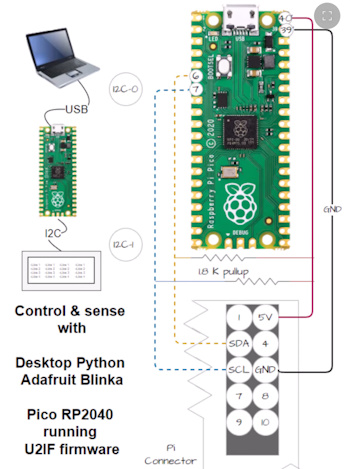 USB
I2C
I2C-0
I2C-1
Control & sense
with
Desktop Python
Adafruit Blinka
Pico RP2040
running
U2IF firmware
40
39
LED
USB
BOOTSEL
6
7
Raspberry Pi Pico © 2020
DEBUG
GND
1.8 K pullup
1 5V
SDA 4
SCL GND
7 8
9 10
Pi
Connector